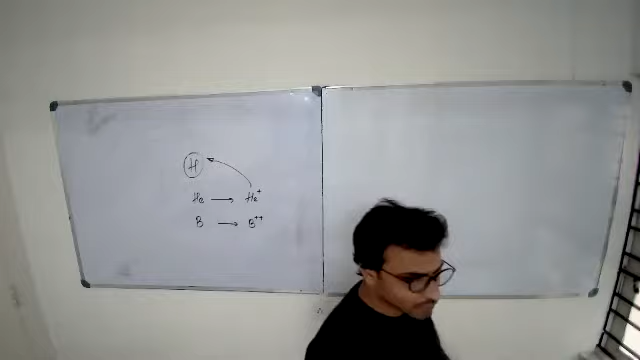 H
He → He⁺
B → B⁺⁺